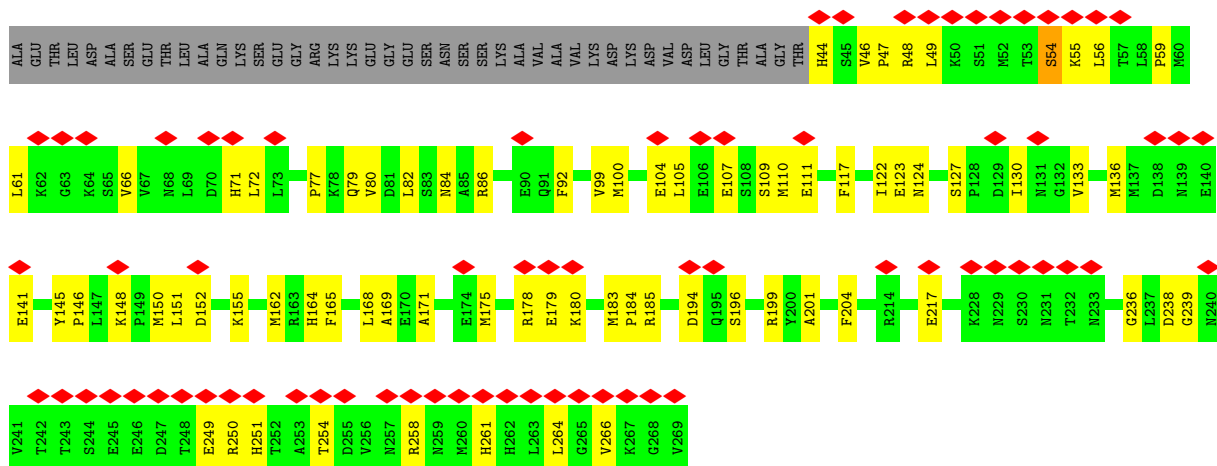 ALA GLU THR LEU ASP ALA SER GLU THR LEU ALA GLN LYS SER GLU GLY ARG LYS LYS GLU GLY GLU SER ASN SER SER LYS ALA VAL ALA VAL LYS ASP LYS ASP VAL ASP LEU GLY THR ALA GLY THR H44 S45 V46 P47 R48 L49 K50 S51 M52 T53 S54 K55 L56 T57 L58 P59 M60
L61 K62 G63 K64 S65 V66 V67 N68 L69 D70 H71 L72 L73 P77 K78 Q79 V80 D81 L82 S83 N84 A85 R86 E90 Q91 F92 V99 M100 E104 L105 E106 E107 S108 S109 M110 E111 F117 I122 E123 N124 S127 P128 D129 I130 N131 G132 V133 M136 M137 D138 N139 E140
E141 Y145 P146 L147 K148 P149 M150 L151 D152 K155 M162 R163 H164 F165 L168 A169 E170 A171 E174 M175 R178 E179 K180 M183 P184 R185 D194 Q195 S196 R199 Y200 A201 F204 R214 E217 K228 N229 S230 N231 T232 N233 G236 L237 D238 G239 N240
V241 T242 T243 S244 E245 E246 D247 T248 E249 R250 H251 T252 A253 T254 D255 V256 N257 R258 N259 M260 H261 H262 L263 L264 G265 V266 K267 G268 V269